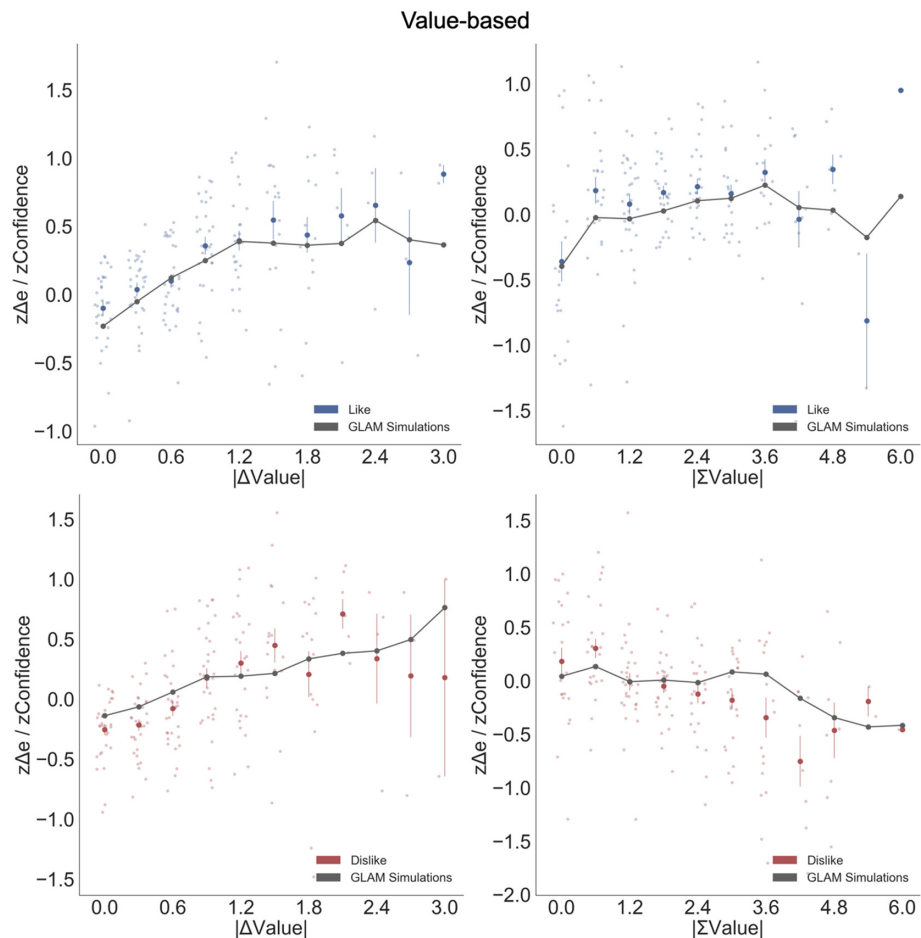 Value-based
zΔe / zConfidence
1.5
1.0
0.5
0.0
−0.5
−1.0
Like
GLAM Simulations
0.0 0.6 1.2 1.8 2.4 3.0
|ΔValue|
zΔe / zConfidence
1.0
0.5
0.0
−0.5
−1.0
−1.5
Like
GLAM Simulations
0.0 1.2 2.4 3.6 4.8 6.0
|ΣValue|
zΔe / zConfidence
1.5
1.0
0.5
0.0
−0.5
−1.0
−1.5
Dislike
GLAM Simulations
0.0 0.6 1.2 1.8 2.4 3.0
|ΔValue|
zΔe / zConfidence
1.5
1.0
0.5
0.0
−0.5
−1.0
−1.5
−2.0
Dislike
GLAM Simulations
0.0 1.2 2.4 3.6 4.8 6.0
|ΣValue|